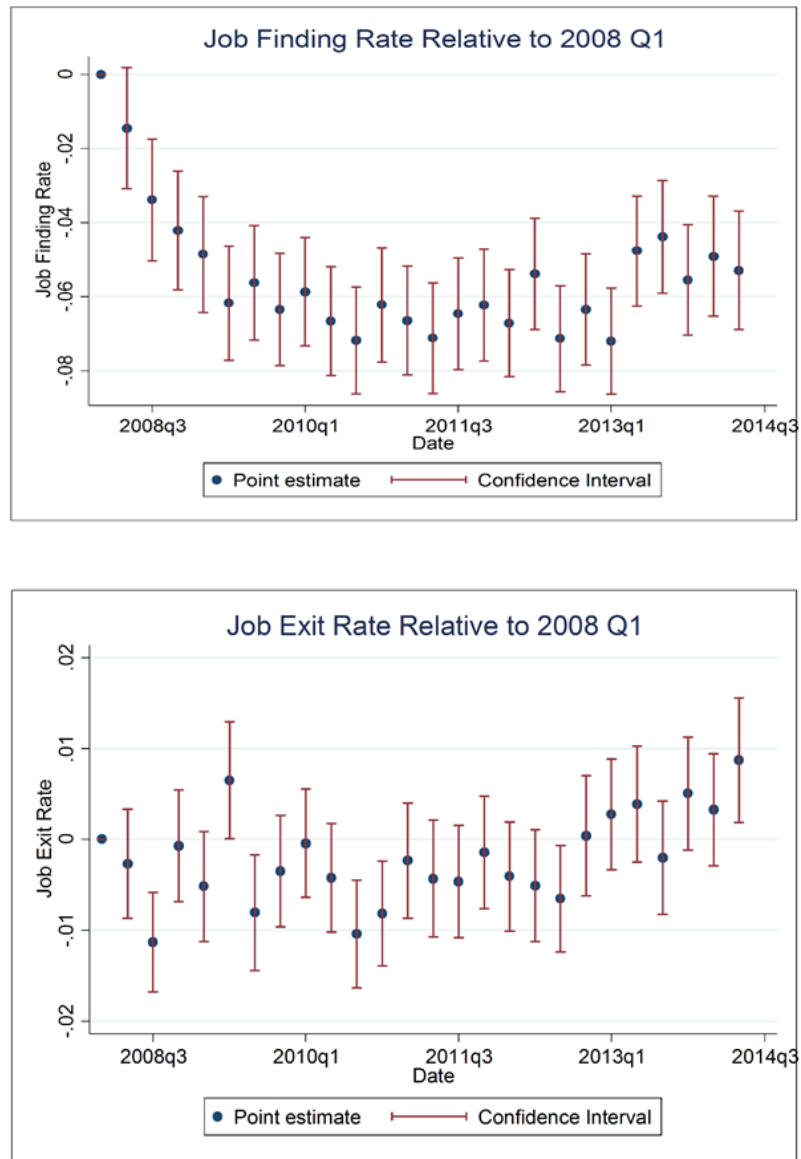 Job Finding Rate Relative to 2008 Q1
0
-.02
-.04
-.06
-.08
Job Finding Rate
2008q3 2010q1 2011q3 2013q1 2014q3
Date
Point estimate Confidence Interval
Job Exit Rate Relative to 2008 Q1
.02
.01
0
-.01
-.02
Job Exit Rate
2008q3 2010q1 2011q3 2013q1 2014q3
Date
Point estimate Confidence Interval